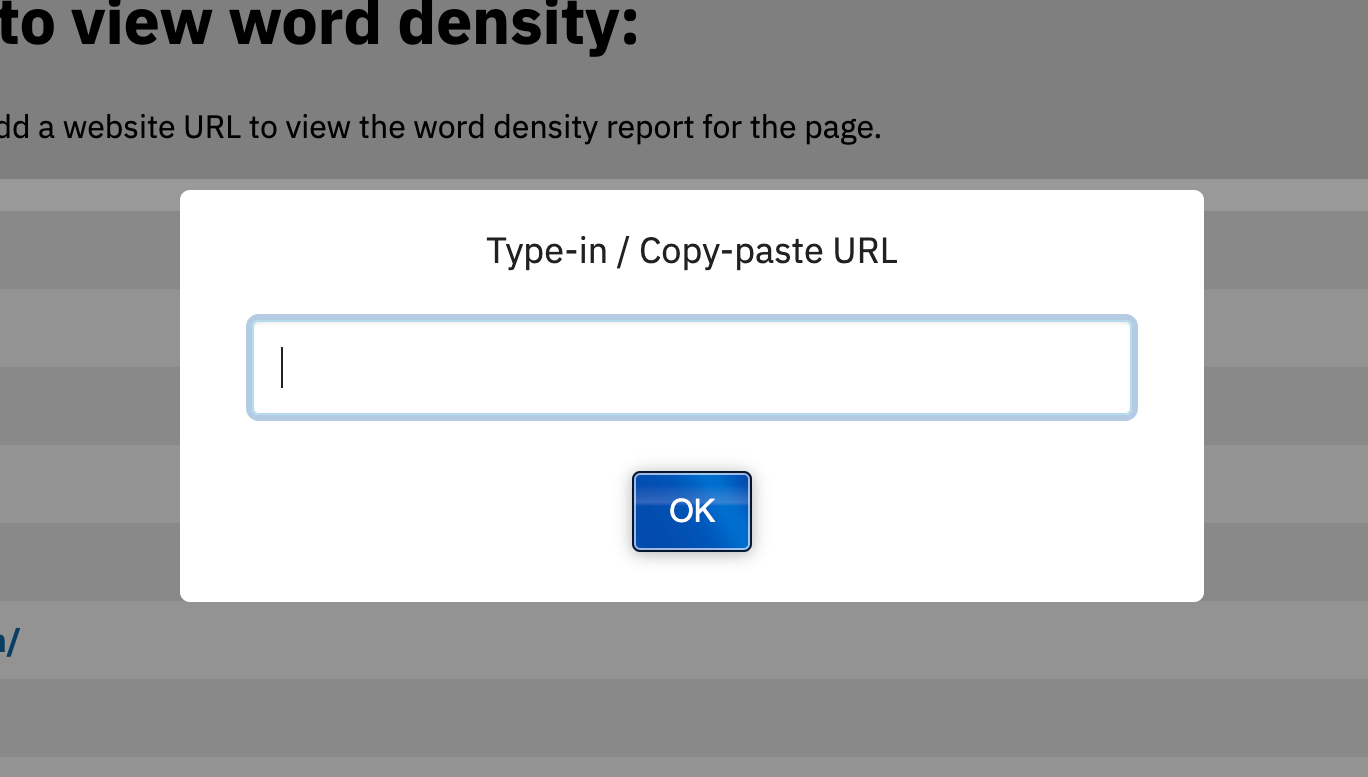 to view word density:
dd a website URL to view the word density report for the page.
Type-in / Copy-paste URL
OK
/